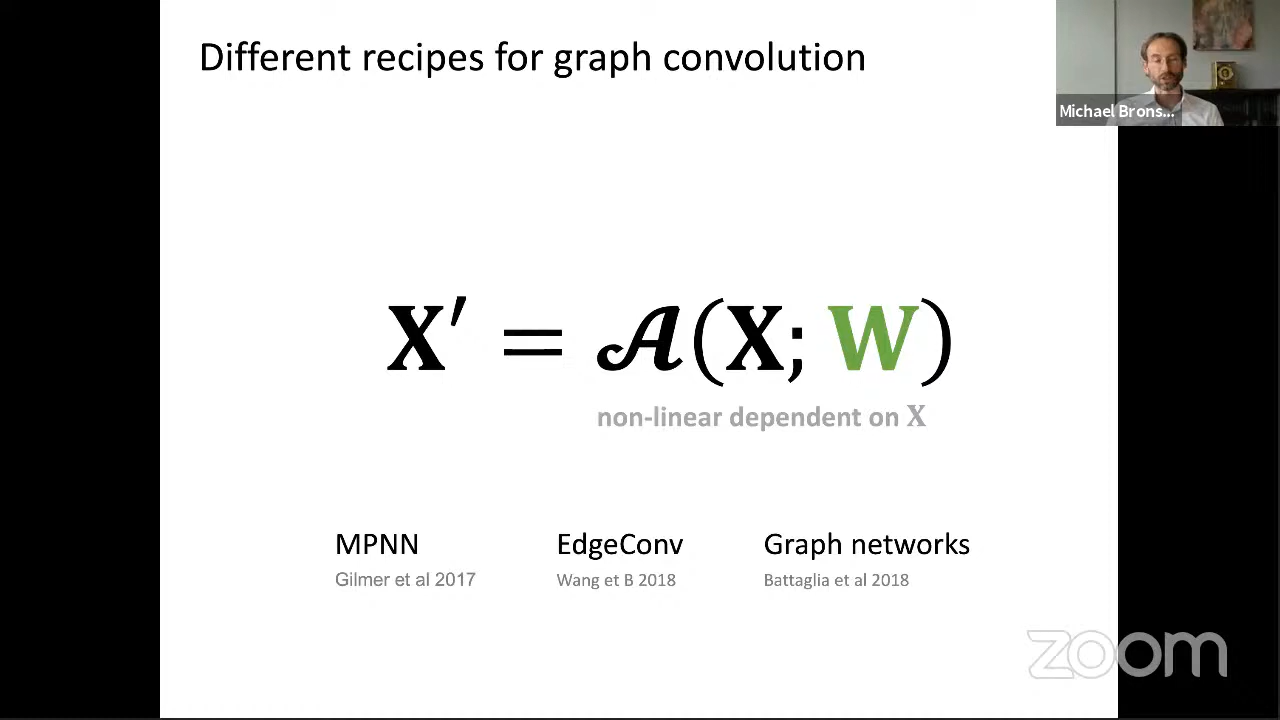 Different recipes for graph convolution
Michael Brons...
X′ = 𝓐(X; W)
non-linear dependent on X
MPNN EdgeConv Graph networks
Gilmer et al 2017 Wang et B 2018 Battaglia et al 2018
zoom